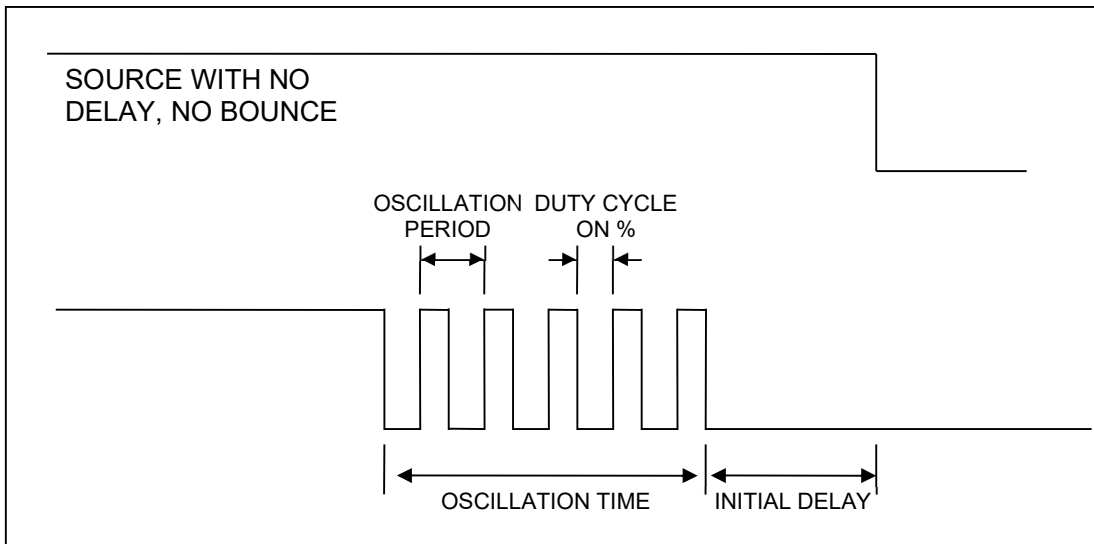 SOURCE WITH NO
DELAY, NO BOUNCE
OSCILLATION
PERIOD
DUTY CYCLE
ON %
OSCILLATION TIME
INITIAL DELAY